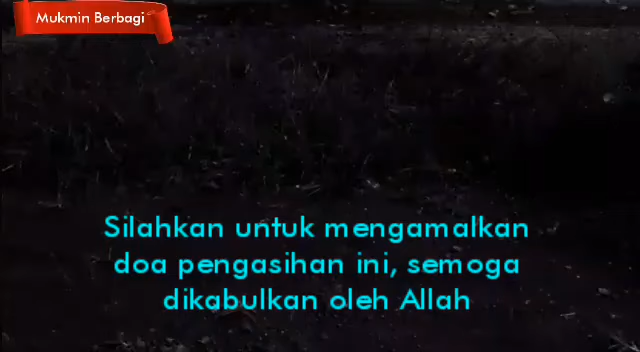 Mukmin Berbagi
Silahkan untuk mengamalkan
doa pengasihan ini, semoga
dikabulkan oleh Allah